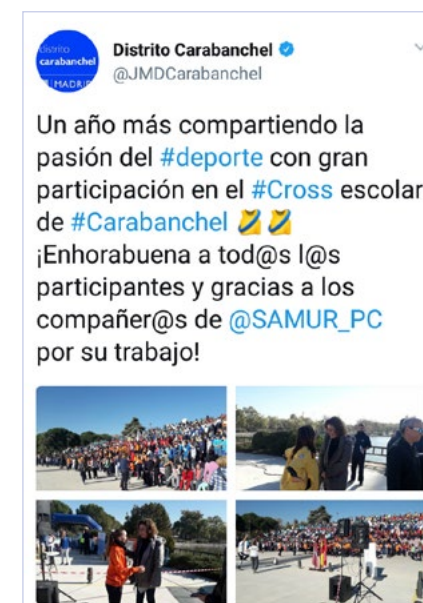 distrito
carabanchel
MADRID
Distrito Carabanchel
@JMDCarabanchel
Un año más compartiendo la
pasión del #deporte con gran
participación en el #Cross escolar
de #Carabanchel
¡Enhorabuena a tod@s l@s
participantes y gracias a los
compañer@s de @SAMUR_PC
por su trabajo!